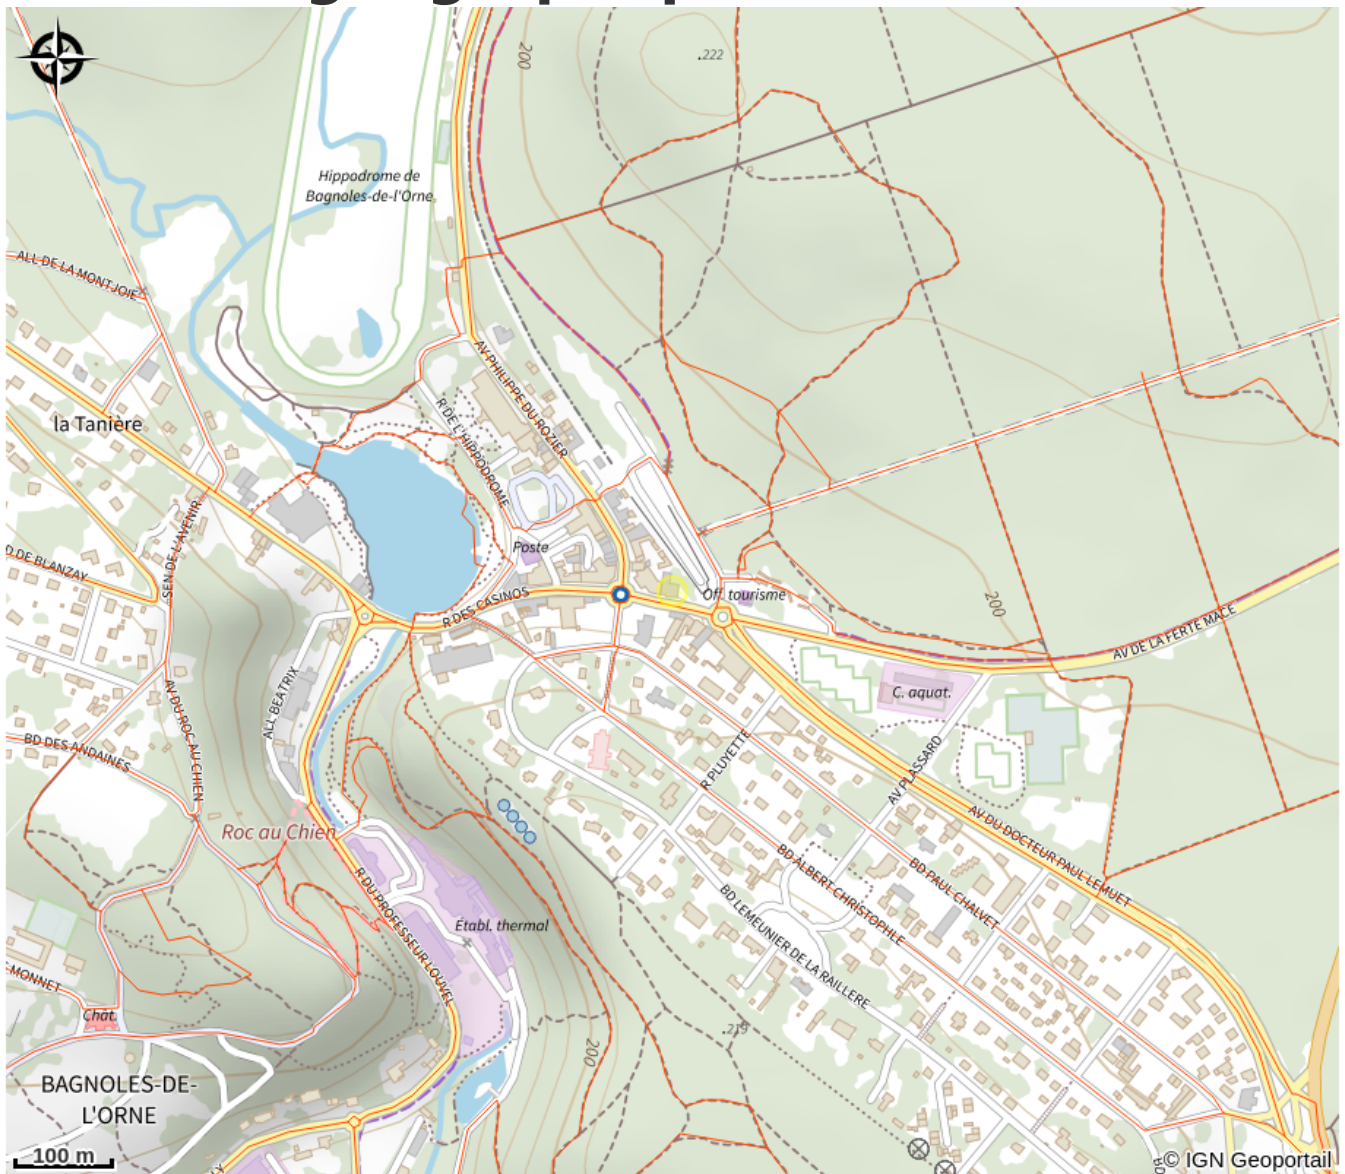 200
.222
Hippodrome de
Bagnoles-de-l'Orne
ALL DE LA MONTJOIE
AV PHILIPPE DU ROZIER
la Tanière
R DE L'HIPPODROME
SEN DE L'AVENIR
Poste
D DE BLANZAY
R DES CASINOS
Off. tourisme
200
AV DE LA FERTE MACE
ALL BEATRIX
C. aquat.
AV DU ROC AU CHIEN
BD DES ANDAINES
R PLUYETTE
AV PLASSARD
Roc au Chien
AV DU DOCTEUR PAUL LEMUET
BD ALBERT CHRISTOPHE
BD PAUL CHALVET
R DU PROFESSEUR LOUVEL
BD LEMEUNIER DE LA RAILLERE
Établ. thermal
MONNET
Chât.
.219
200
BAGNOLES-DE-
L'ORNE
100 m
© IGN Geoportail